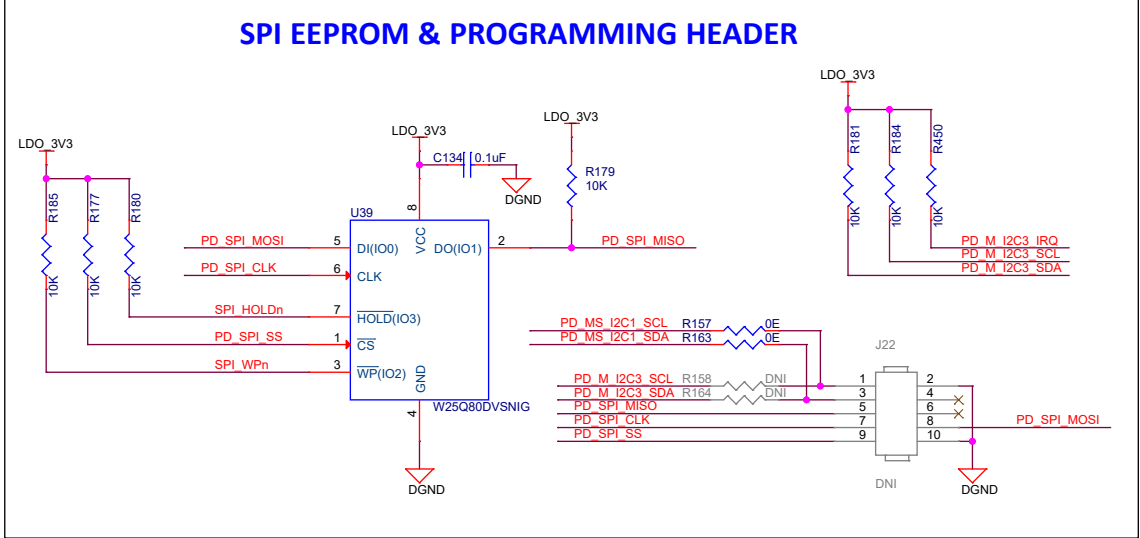 SPI EEPROM & PROGRAMMING HEADER
LDO_3V3
R185
R177
R180
10K
10K
10K
LDO_3V3
C134
0.1uF
DGND
LDO_3V3
R179
10K
LDO_3V3
R181
R184
R450
10K
10K
10K
PD_M_I2C3_IRQ
PD_M_I2C3_SCL
PD_M_I2C3_SDA
U39
8
VCC
PD_SPI_MOSI 5 DI(IO0)
DO(IO1) 2 PD_SPI_MISO
PD_SPI_CLK 6 CLK
SPI_HOLDn 7 HOLD(IO3)
PD_SPI_SS 1 CS
SPI_WPn 3 WP(IO2)
GND
4
W25Q80DVSNIG
DGND
PD_MS_I2C1_SCL R157 0E
PD_MS_I2C1_SDA R163 0E
J22
PD_M_I2C3_SCL R158 DNI 1 2
PD_M_I2C3_SDA R164 DNI 3 4
PD_SPI_MISO 5 6
PD_SPI_CLK 7 8 PD_SPI_MOSI
PD_SPI_SS 9 10
DNI
DGND